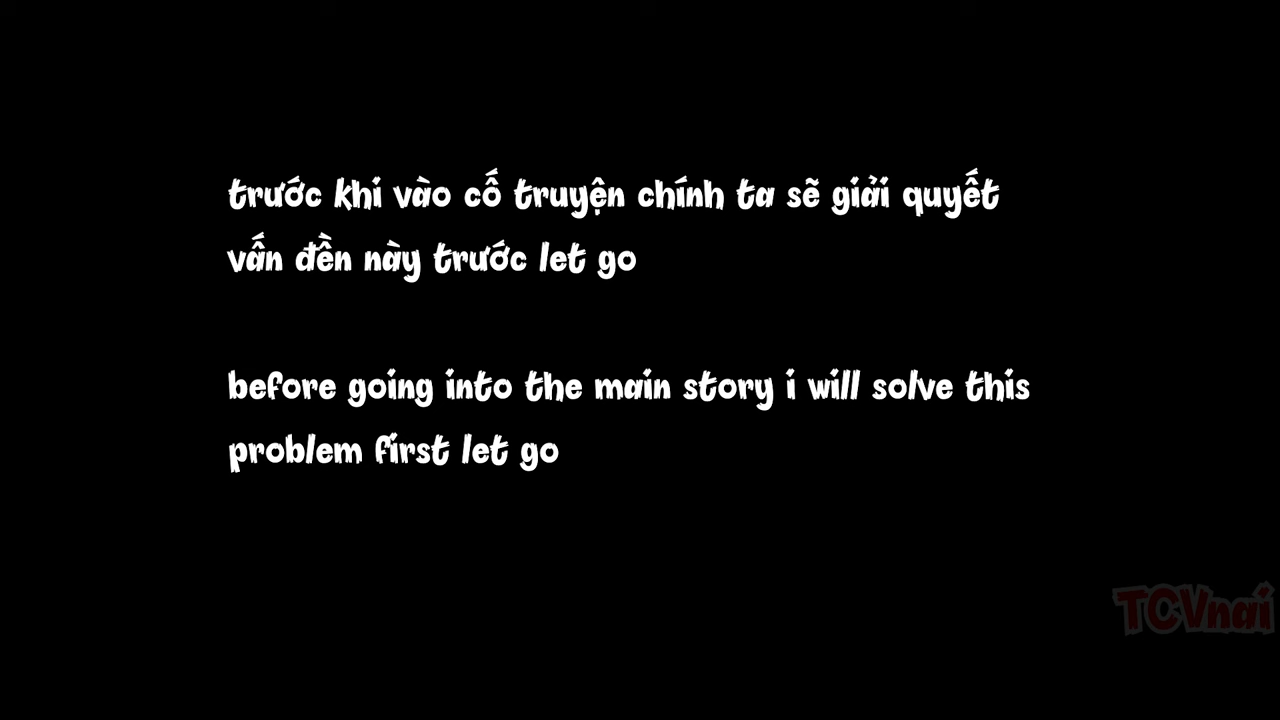 trước khi vào cố truyện chính ta sẽ giải quyết
vấn đền này trước let go
before going into the main story i will solve this
problem first let go
TCVnai